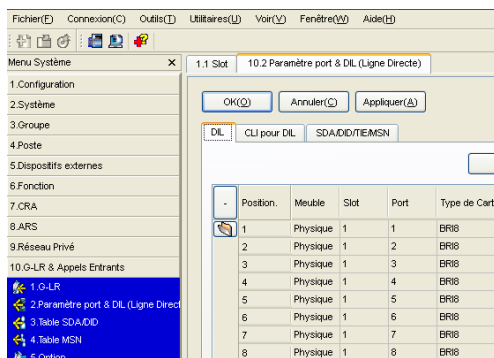 Fichier(F) Connexion(C) Outils(T) Utilitaires(U) Voir(V) Fenêtre(W) Aide(H)
Menu Système × 1.1 Slot 10.2 Paramètre port & DIL (Ligne Directe)
1.Configuration
2.Système
3.Groupe
4.Poste
5.Dispositifs externes
6.Fonction
7.CRA
8.ARS
9.Réseau Privé
10.G-LR & Appels Entrants
1.G-LR
2.Paramètre port & DIL (Ligne Direct
3.Table SDA/DID
4.Table MSN
5.Option
OK(O) Annuler(C) Appliquer(A)
DIL CLI pour DIL SDA/DID/TIE/MSN
- Position. Meuble Slot Port Type de Cart
1 Physique 1 1 BRI8
2 Physique 1 2 BRI8
3 Physique 1 3 BRI8
4 Physique 1 4 BRI8
5 Physique 1 5 BRI8
6 Physique 1 6 BRI8
7 Physique 1 7 BRI8
8 Physique 1 8 BRI8